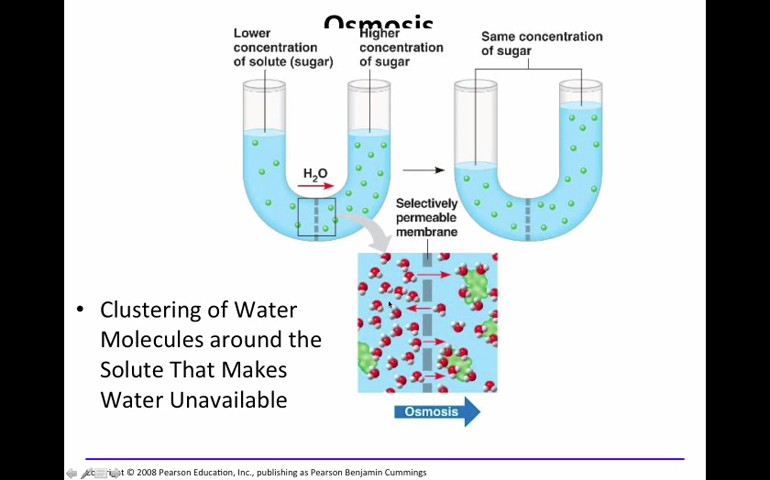 Osmosis
Lower
concentration
of solute (sugar)
Higher
concentration
of sugar
Same concentration
of sugar
H2O
Selectively
permeable
membrane
• Clustering of Water
Molecules around the
Solute That Makes
Water Unavailable
Osmosis
© 2008 Pearson Education, Inc., publishing as Pearson Benjamin Cummings